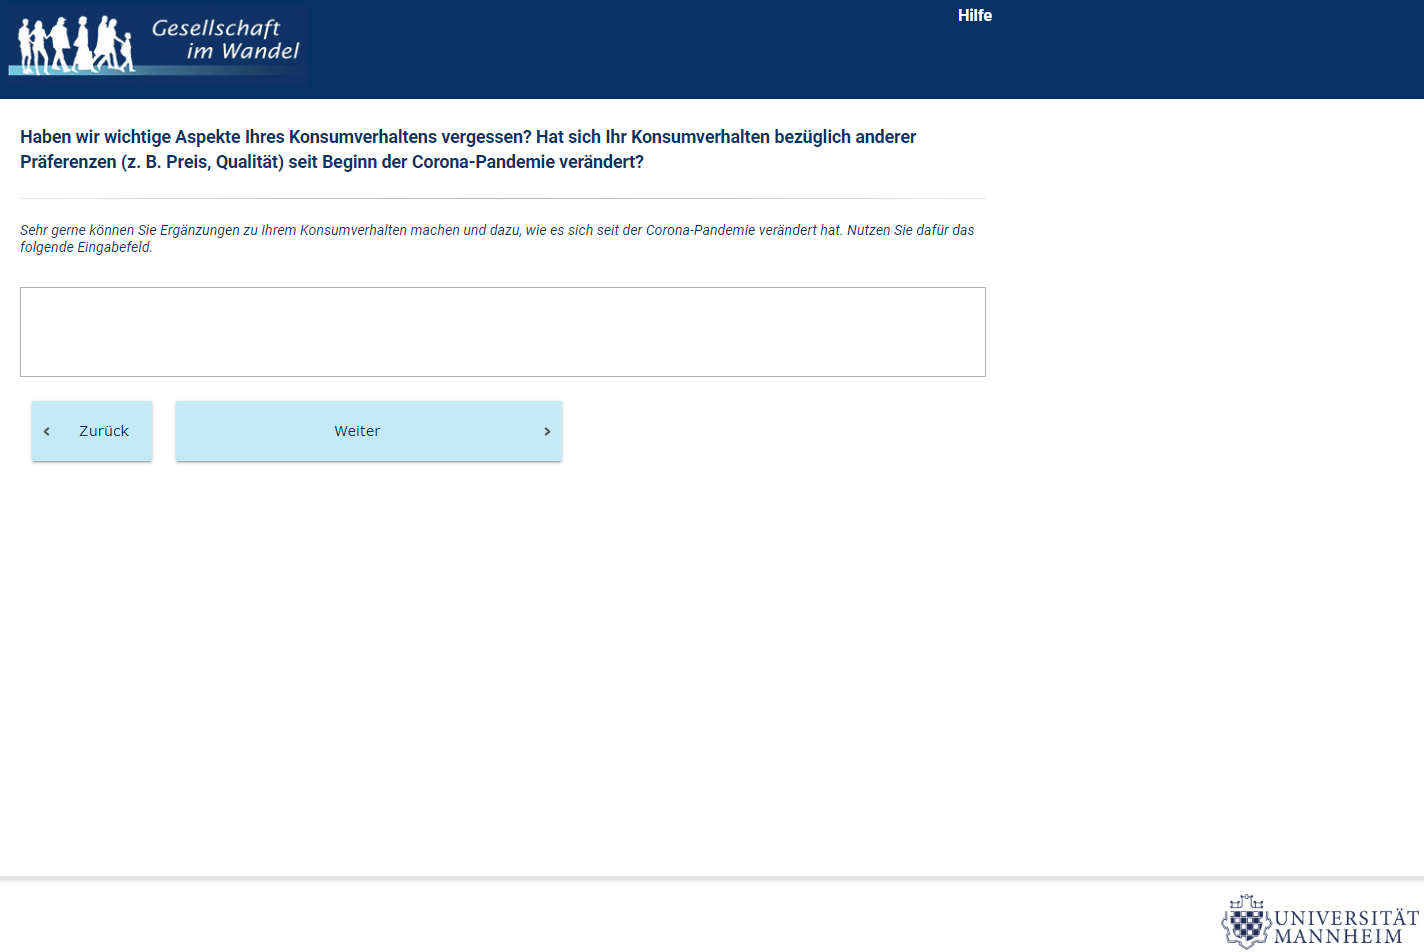 Gesellschaft
im Wandel
Hilfe
Haben wir wichtige Aspekte Ihres Konsumverhaltens vergessen? Hat sich Ihr Konsumverhalten bezüglich anderer
Präferenzen (z. B. Preis, Qualität) seit Beginn der Corona-Pandemie verändert?
Sehr gerne können Sie Ergänzungen zu Ihrem Konsumverhalten machen und dazu, wie es sich seit der Corona-Pandemie verändert hat. Nutzen Sie dafür das
folgende Eingabefeld.
Zurück
Weiter
UNIVERSITÄT
MANNHEIM